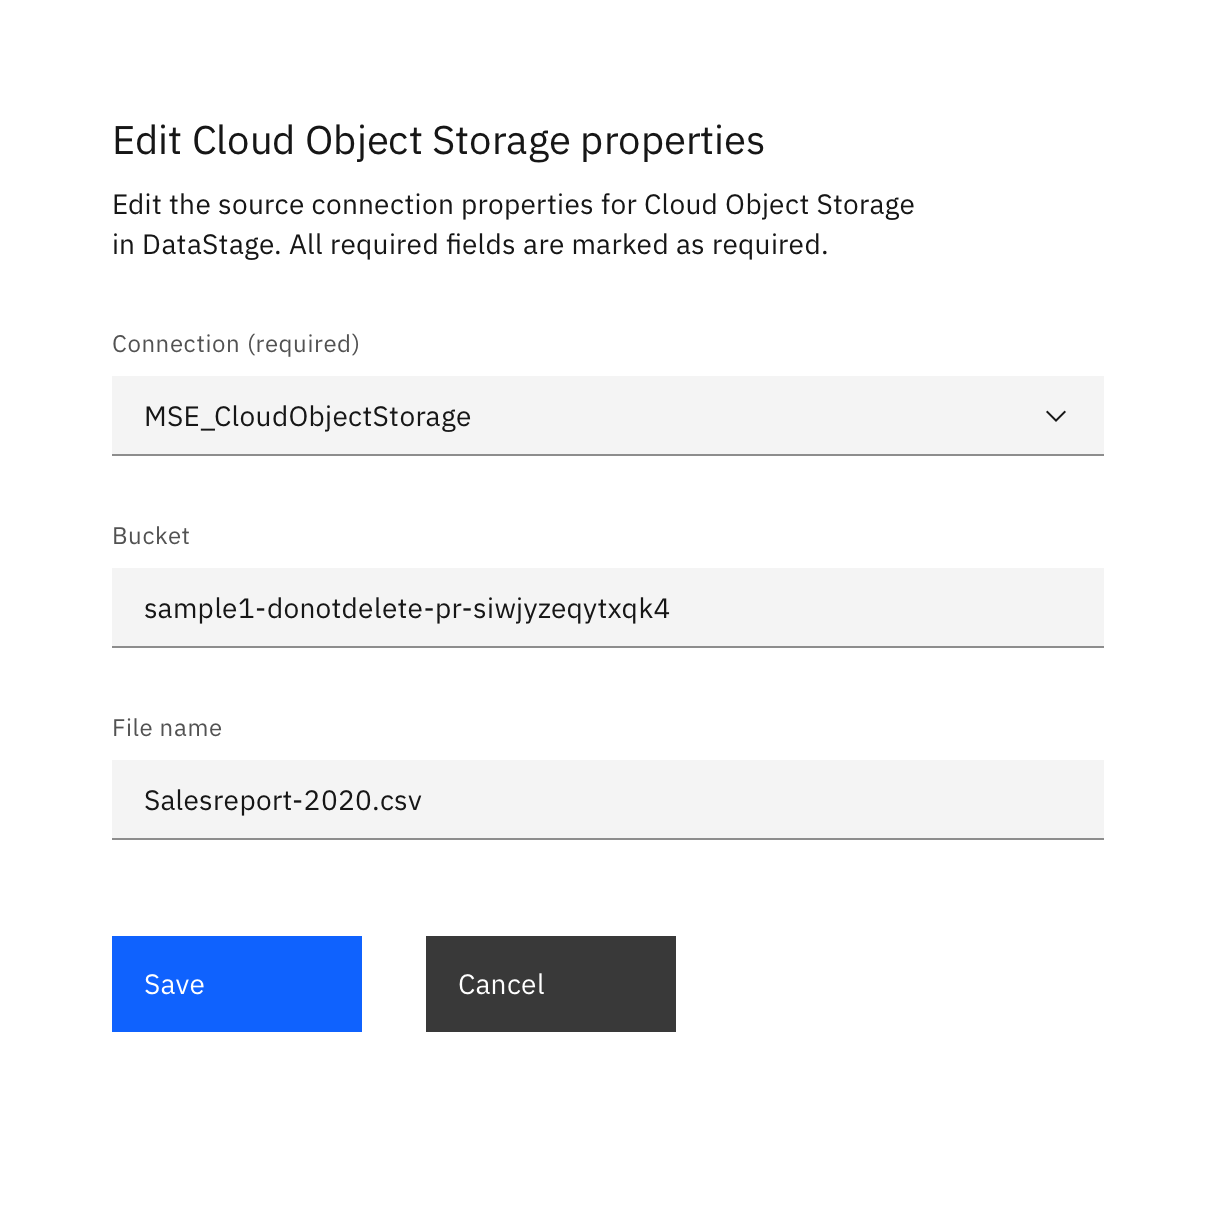 Edit Cloud Object Storage properties
Edit the source connection properties for Cloud Object Storage
in DataStage. All required fields are marked as required.
Connection (required)
MSE_CloudObjectStorage
Bucket
sample1-donotdelete-pr-siwjyzeqytxqk4
File name
Salesreport-2020.csv
Save
Cancel